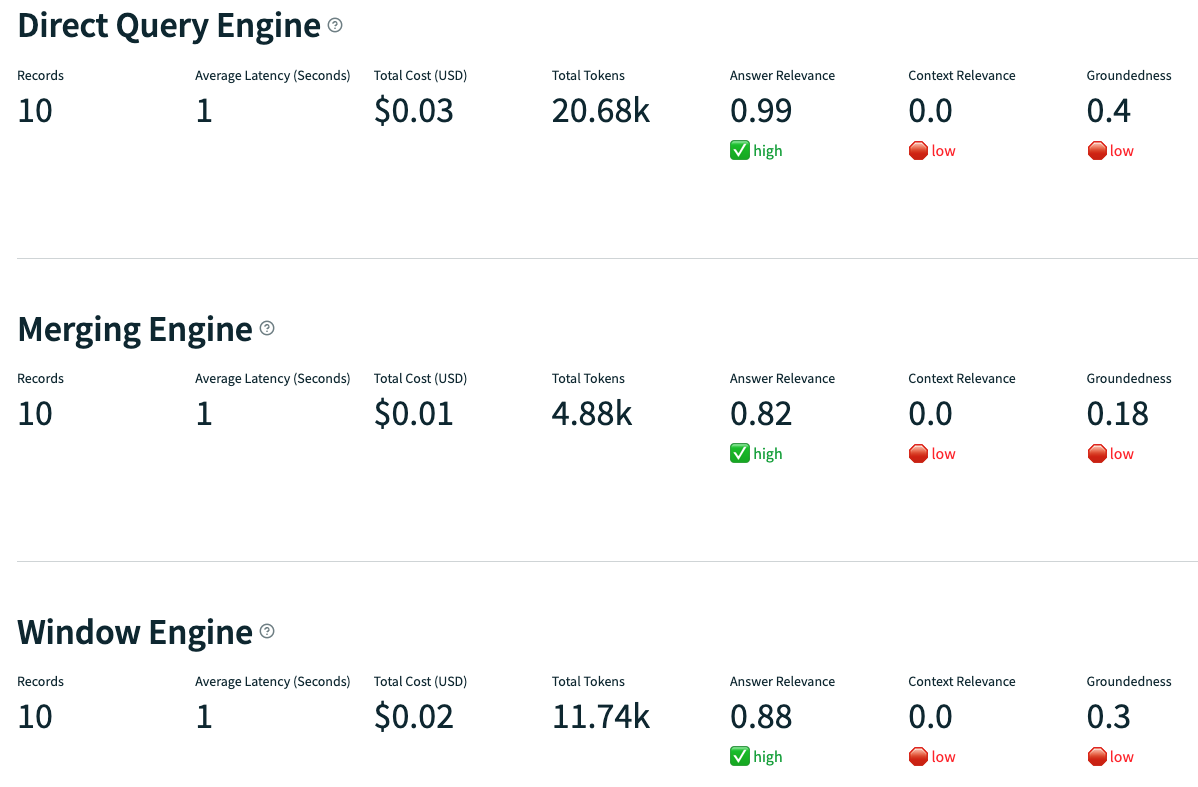 Direct Query Engine
Records Average Latency (Seconds) Total Cost (USD) Total Tokens Answer Relevance Context Relevance Groundedness
10 1 $0.03 20.68k 0.99 0.0 0.4
✅ high 🛑 low 🛑 low
Merging Engine
Records Average Latency (Seconds) Total Cost (USD) Total Tokens Answer Relevance Context Relevance Groundedness
10 1 $0.01 4.88k 0.82 0.0 0.18
✅ high 🛑 low 🛑 low
Window Engine
Records Average Latency (Seconds) Total Cost (USD) Total Tokens Answer Relevance Context Relevance Groundedness
10 1 $0.02 11.74k 0.88 0.0 0.3
✅ high 🛑 low 🛑 low